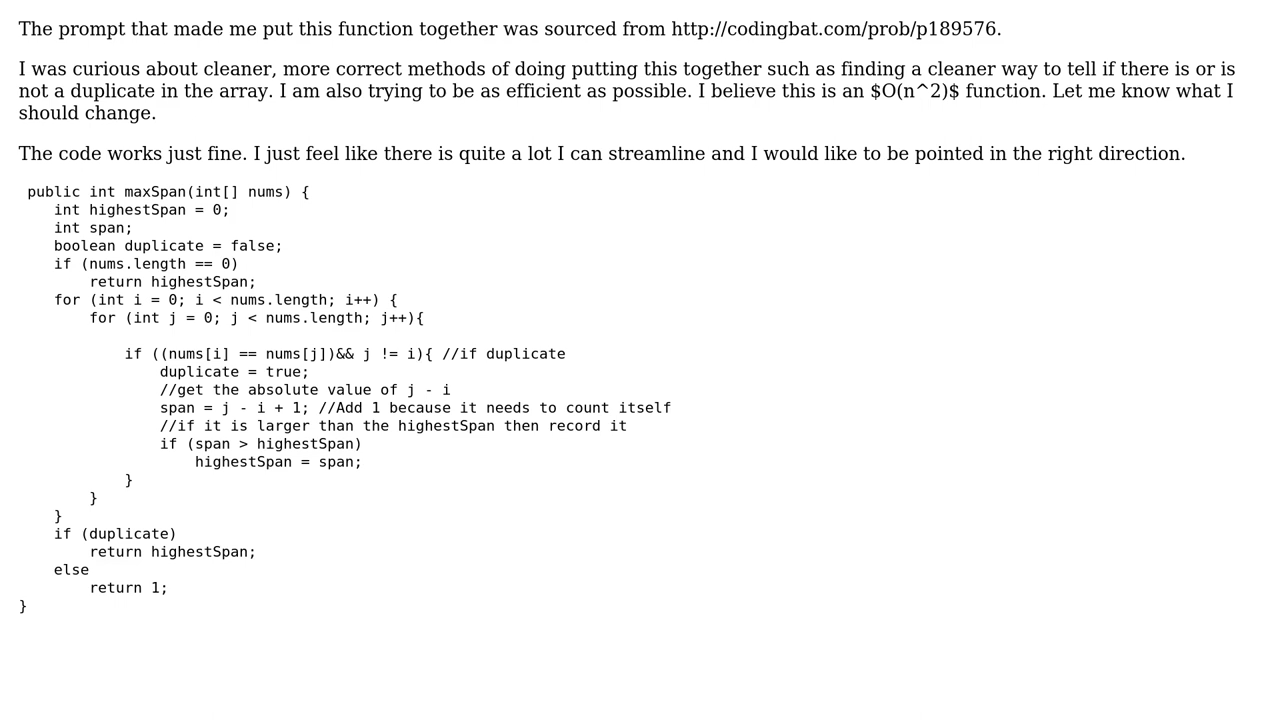 The prompt that made me put this function together was sourced from http://codingbat.com/prob/p189576.
I was curious about cleaner, more correct methods of doing putting this together such as finding a cleaner way to tell if there is or is
not a duplicate in the array. I am also trying to be as efficient as possible. I believe this is an $O(n^2)$ function. Let me know what I
should change.
The code works just fine. I just feel like there is quite a lot I can streamline and I would like to be pointed in the right direction.
 public int maxSpan(int[] nums) {
    int highestSpan = 0;
    int span;
    boolean duplicate = false;
    if (nums.length == 0)
        return highestSpan;
    for (int i = 0; i < nums.length; i++) {
        for (int j = 0; j < nums.length; j++){
            if ((nums[i] == nums[j])&& j != i){ //if duplicate
                duplicate = true;
                //get the absolute value of j - i
                span = j - i + 1; //Add 1 because it needs to count itself
                //if it is larger than the highestSpan then record it
                if (span > highestSpan)
                    highestSpan = span;
            }
        }
    }
    if (duplicate)
        return highestSpan;
    else
        return 1;
}